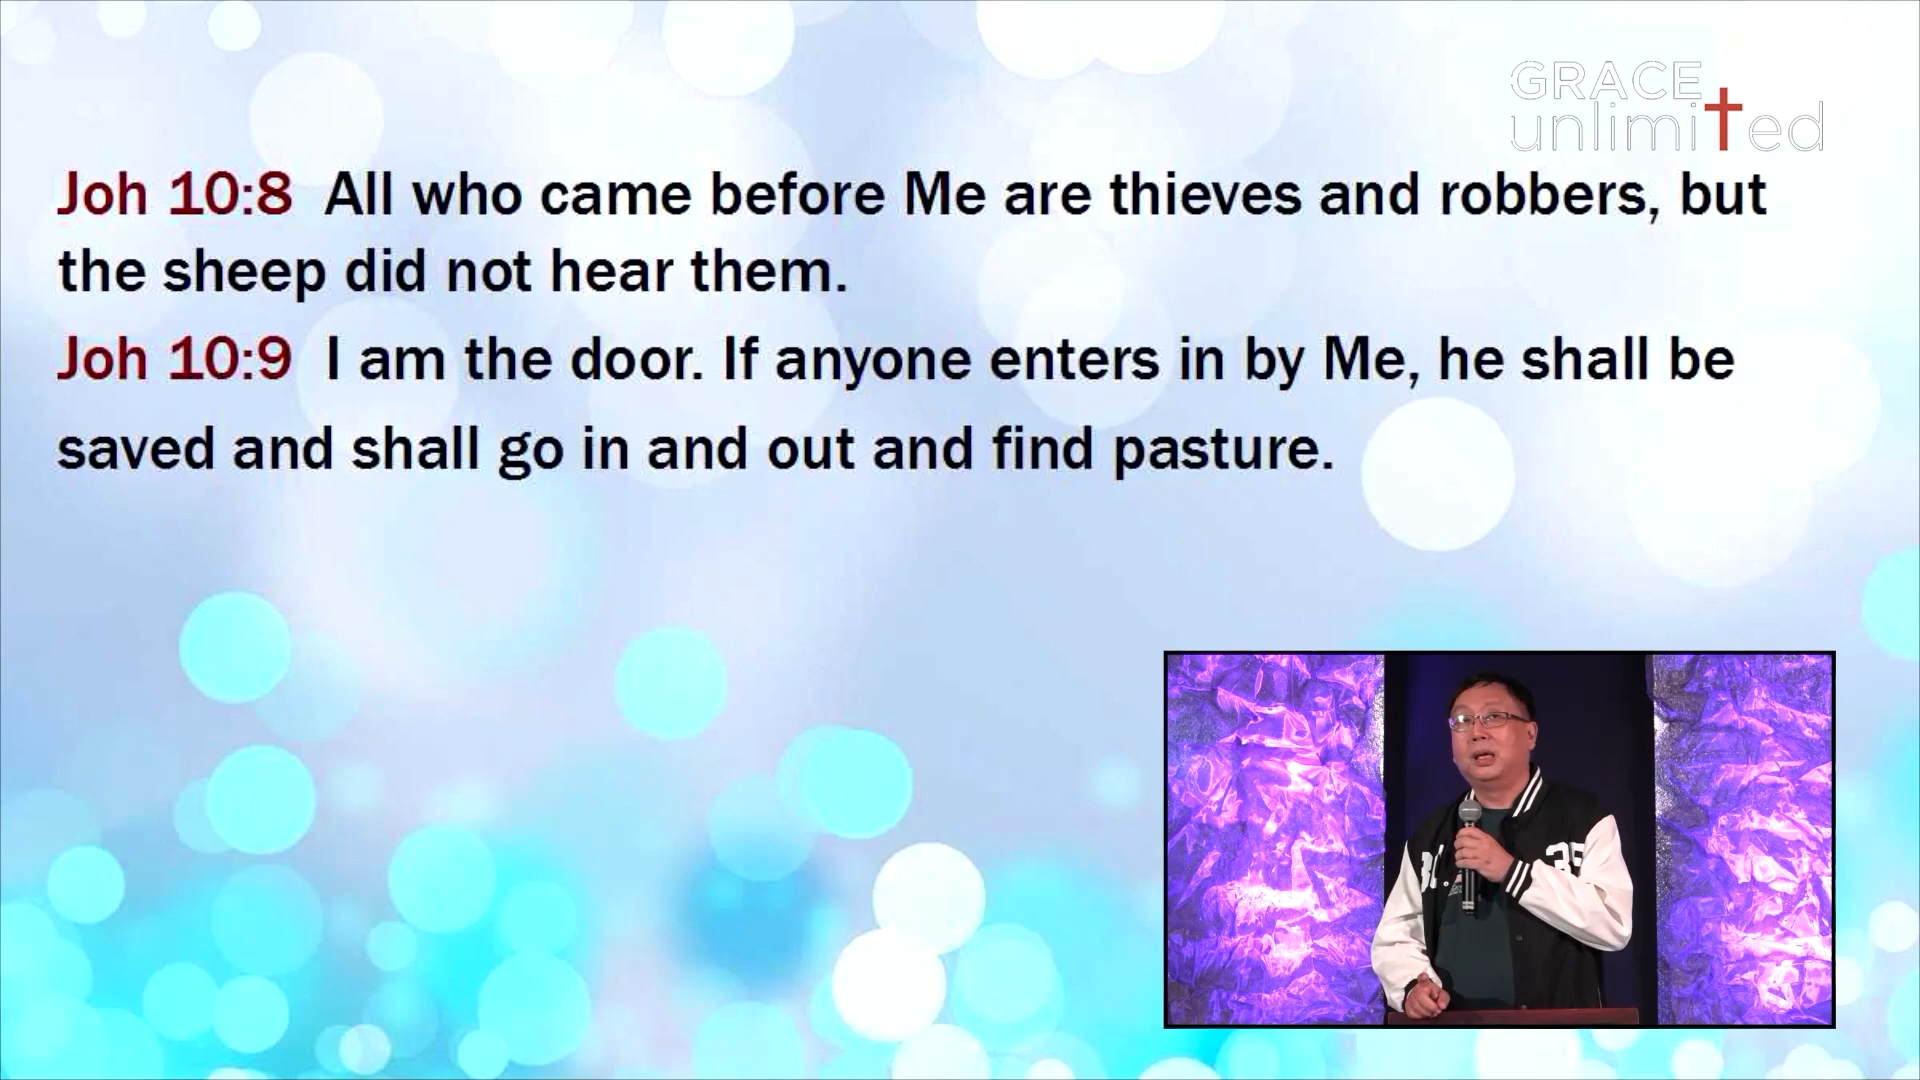 GRACE
unlimited
Joh 10:8 All who came before Me are thieves and robbers, but
the sheep did not hear them.
Joh 10:9 I am the door. If anyone enters in by Me, he shall be
saved and shall go in and out and find pasture.
35